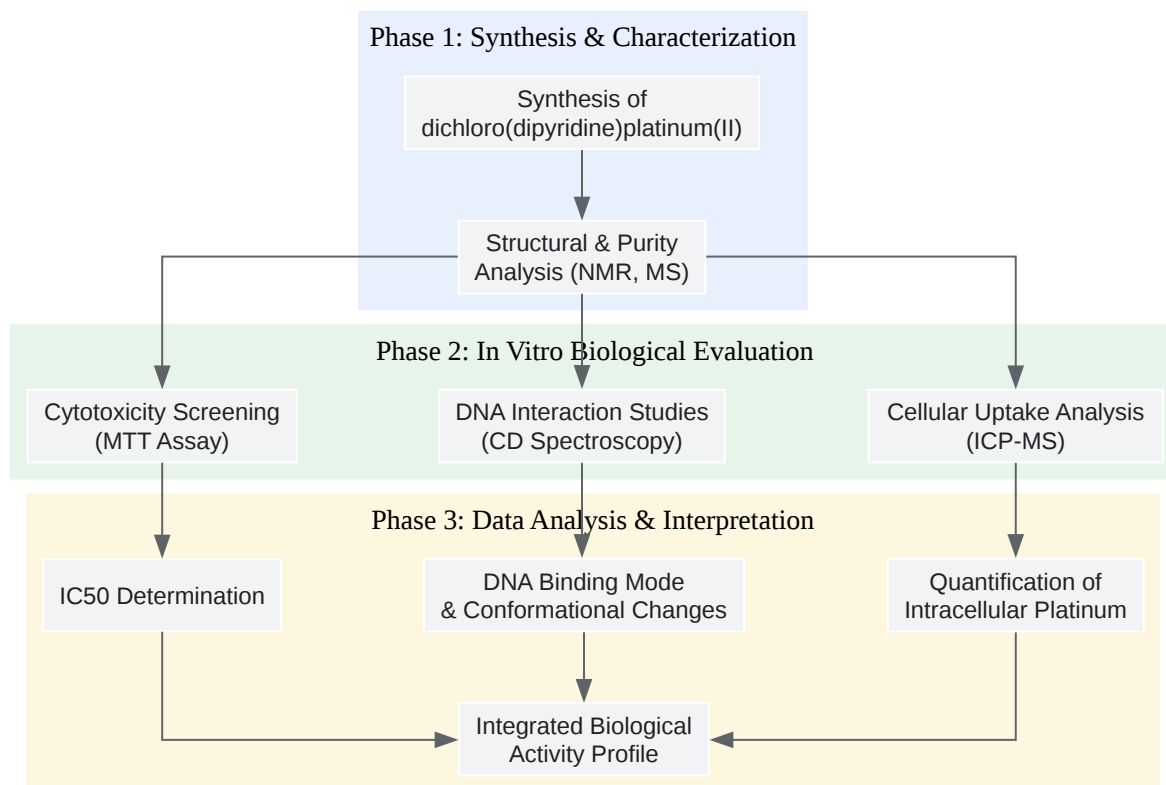 Phase 1: Synthesis & Characterization
Synthesis of
dichloro(dipyridine)platinum(II)
Structural & Purity
Analysis (NMR, MS)
Phase 2: In Vitro Biological Evaluation
Cytotoxicity Screening
(MTT Assay)
DNA Interaction Studies
(CD Spectroscopy)
Cellular Uptake Analysis
(ICP-MS)
Phase 3: Data Analysis & Interpretation
IC50 Determination
DNA Binding Mode
& Conformational Changes
Quantification of
Intracellular Platinum
Integrated Biological
Activity Profile